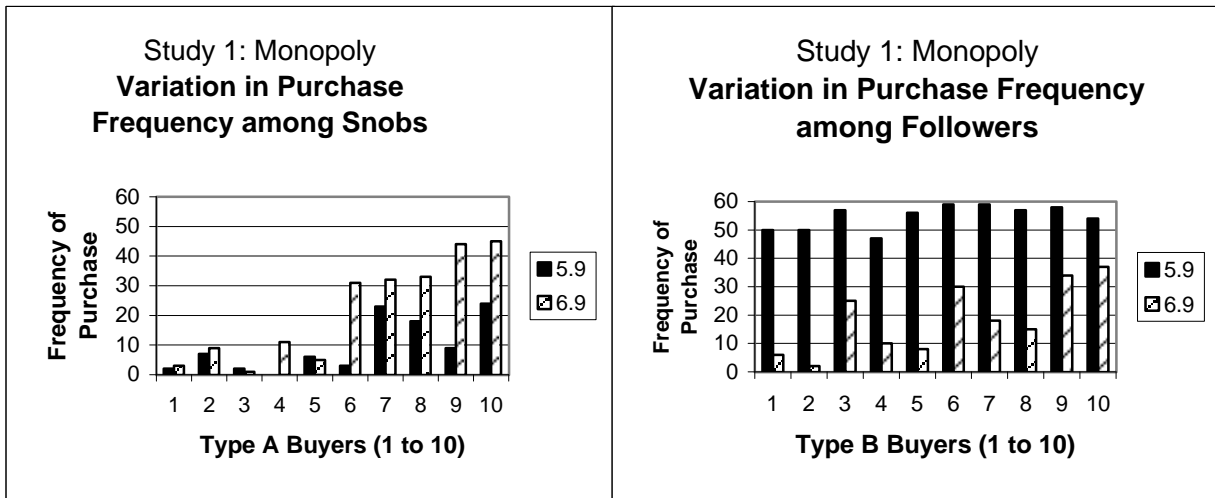 Study 1: Monopoly
Variation in Purchase
Frequency among Snobs
Frequency of
Purchase
60
50
40
30
20
10
0
1 2 3 4 5 6 7 8 9 10
Type A Buyers (1 to 10)
5.9
6.9
Study 1: Monopoly
Variation in Purchase Frequency
among Followers
Frequency of
Purchase
60
50
40
30
20
10
0
1 2 3 4 5 6 7 8 9 10
Type B Buyers (1 to 10)
5.9
6.9